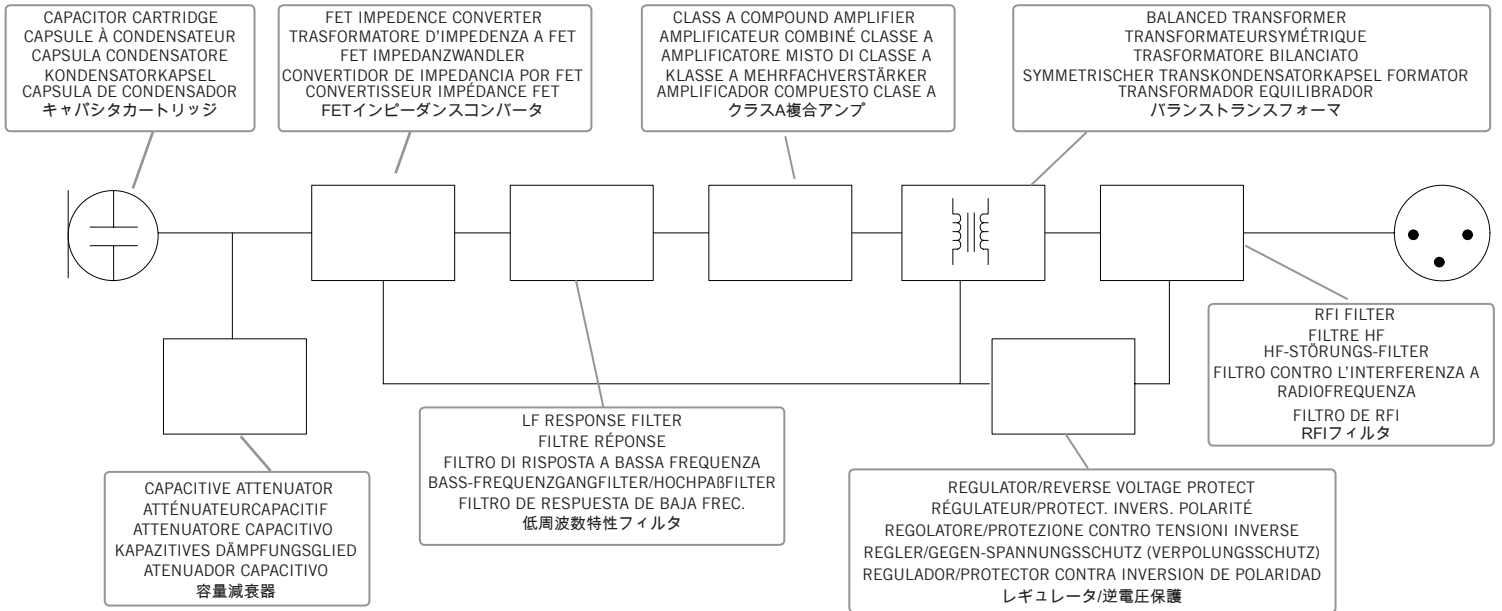 CAPACITOR CARTRIDGE
CAPSULE À CONDENSATEUR
CAPSULA CONDENSATORE
KONDENSATORKAPSEL
CAPSULA DE CONDENSADOR
キャパシタカートリッジ
FET IMPEDENCE CONVERTER
TRASFORMATORE D'IMPEDENZA A FET
FET IMPEDANZWANDLER
CONVERTIDOR DE IMPEDANCIA POR FET
CONVERTISSEUR IMPÉDANCE FET
FETインピーダンスコンバータ
CLASS A COMPOUND AMPLIFIER
AMPLIFICATEUR COMBINÉ CLASSE A
AMPLIFICATORE MISTO DI CLASSE A
KLASSE A MEHRFACHVERSTÄRKER
AMPLIFICADOR COMPUESTO CLASE A
クラスA複合アンプ
BALANCED TRANSFORMER
TRANSFORMATEURSYMÉTRIQUE
TRASFORMATORE BILANCIATO
SYMMETRISCHER TRANSKONDENSATORKAPSEL FORMATOR
TRANSFORMADOR EQUILIBRADOR
バランストランスフォーマ
RFI FILTER
FILTRE HF
HF-STÖRUNGS-FILTER
FILTRO CONTRO L'INTERFERENZA A
RADIOFREQUENZA
FILTRO DE RFI
RFIフィルタ
LF RESPONSE FILTER
FILTRE RÉPONSE
FILTRO DI RISPOSTA A BASSA FREQUENZA
BASS-FREQUENZGANGFILTER/HOCHPAßFILTER
FILTRO DE RESPUESTA DE BAJA FREC.
低周波数特性フィルタ
CAPACITIVE ATTENUATOR
ATTÉNUATEURCAPACITIF
ATTENUATORE CAPACITIVO
KAPAZITIVES DÄMPFUNGSGLIED
ATENUADOR CAPACITIVO
容量減衰器
REGULATOR/REVERSE VOLTAGE PROTECT
RÉGULATEUR/PROTECT. INVERS. POLARITÉ
REGOLATORE/PROTEZIONE CONTRO TENSIONI INVERSE
REGLER/GEGEN-SPANNUNGSSCHUTZ (VERPOLUNGSSCHUTZ)
REGULADOR/PROTECTOR CONTRA INVERSION DE POLARIDAD
レギュレータ/逆電圧保護